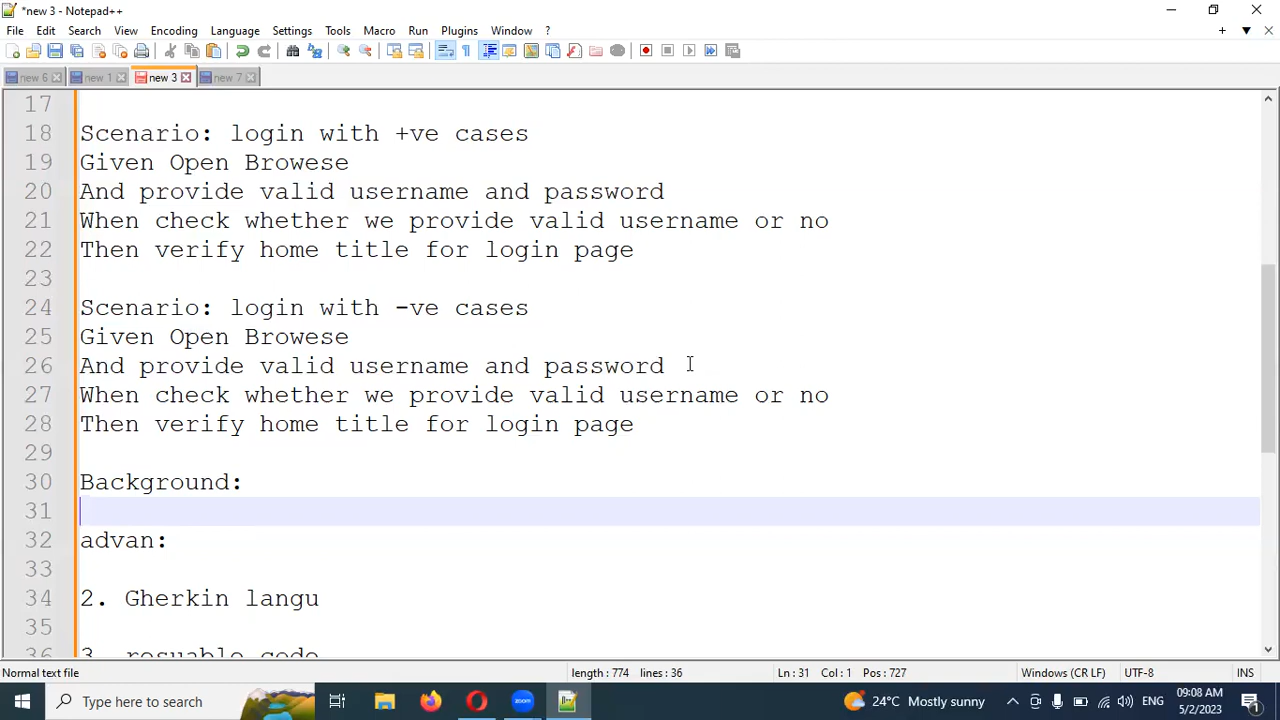 *new 3 - Notepad++
File Edit Search View Encoding Language Settings Tools Macro Run Plugins Window ?
new 6 new 1 new 3 new 7
17
18 Scenario: login with +ve cases
19 Given Open Browese
20 And provide valid username and password
21 When check whether we provide valid username or no
22 Then verify home title for login page
23
24 Scenario: login with -ve cases
25 Given Open Browese
26 And provide valid username and password
27 When check whether we provide valid username or no
28 Then verify home title for login page
29
30 Background:
31
32 advan:
33
34 2. Gherkin langu
35
36 3. resuable code
Normal text file length : 774 lines : 36 Ln : 31 Col : 1 Pos : 727 Windows (CR LF) UTF-8 INS
Type here to search zoom 24°C Mostly sunny ENG 09:08 AM 5/2/2023 1